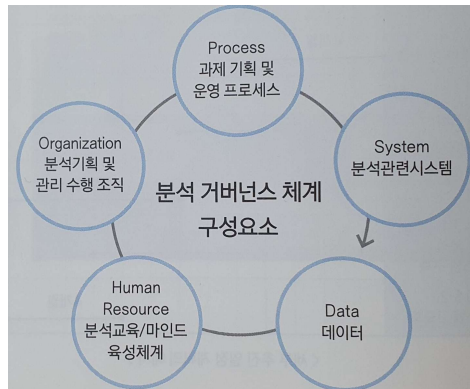 Process
과제 기획 및
운영 프로세스
Organization
분석기획 및
관리 수행 조직
System
분석관련시스템
분석 거버넌스 체계
구성요소
Human
Resource
분석교육/마인드
육성체계
Data
데이터